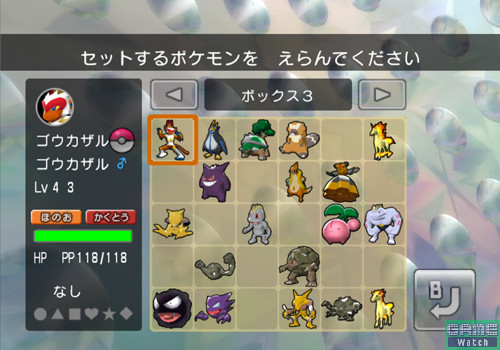 セットするポケモンを えらんでください
ボックス3
ゴウカザル
ゴウカザル♂
Lv43
ほのお かくとう
HP PP118/118
なし
●▲■♥★◆
B
GAME
Watch